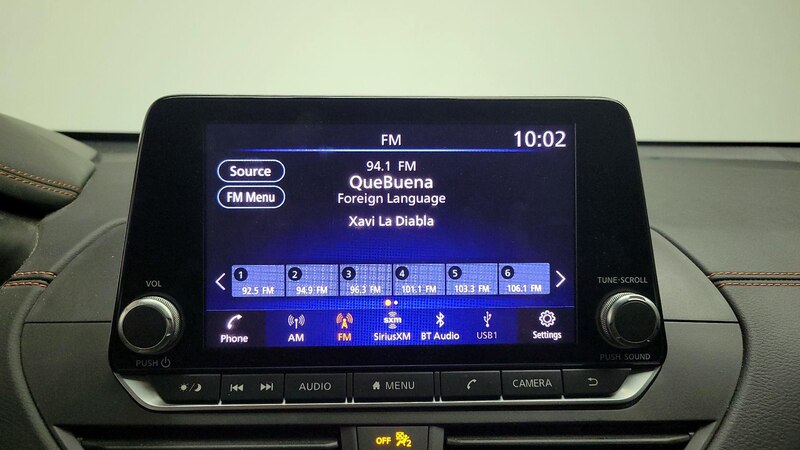 FM
10:02
94.1 FM
Source
QueBuena
FM Menu
Foreign Language
Xavi La Diabla
1 2 3 4 5 6
92.5 FM 94.9 FM 96.3 FM 101.1 FM 103.3 FM 106.1 FM
VOL
TUNE·SCROLL
sxm
Phone AM FM SiriusXM BT Audio USB1 Settings
PUSH
PUSH SOUND
AUDIO MENU CAMERA
OFF 2